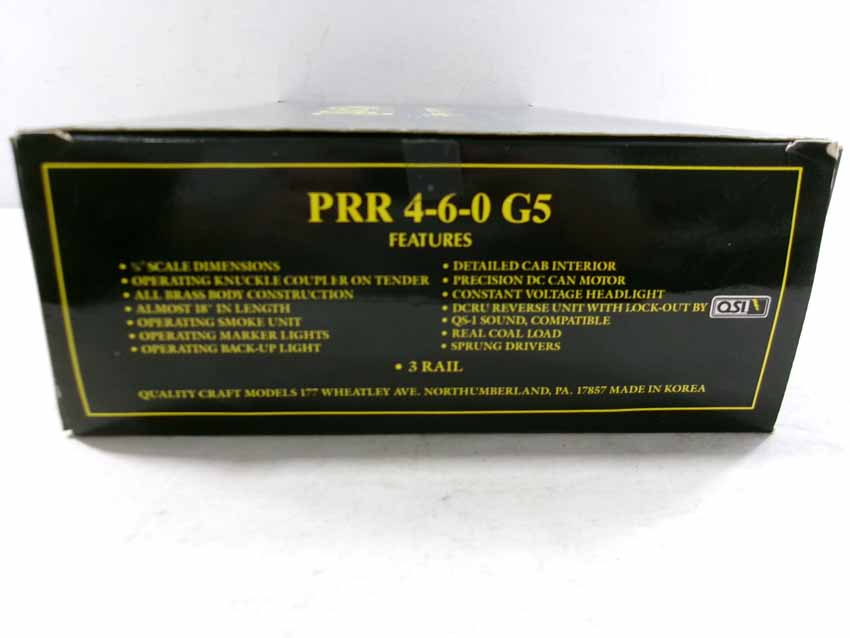 PRR 4-6-0 G5
FEATURES
• ¼" SCALE DIMENSIONS
• OPERATING KNUCKLE COUPLER ON TENDER
• ALL BRASS BODY CONSTRUCTION
• ALMOST 18" IN LENGTH
• OPERATING SMOKE UNIT
• OPERATING MARKER LIGHTS
• OPERATING BACK-UP LIGHT
• DETAILED CAB INTERIOR
• PRECISION DC CAN MOTOR
• CONSTANT VOLTAGE HEADLIGHT
• DCRU REVERSE UNIT WITH LOCK-OUT BY QSI
• QS-1 SOUND, COMPATIBLE
• REAL COAL LOAD
• SPRUNG DRIVERS
• 3 RAIL
QUALITY CRAFT MODELS 177 WHEATLEY AVE. NORTHUMBERLAND, PA. 17857 MADE IN KOREA